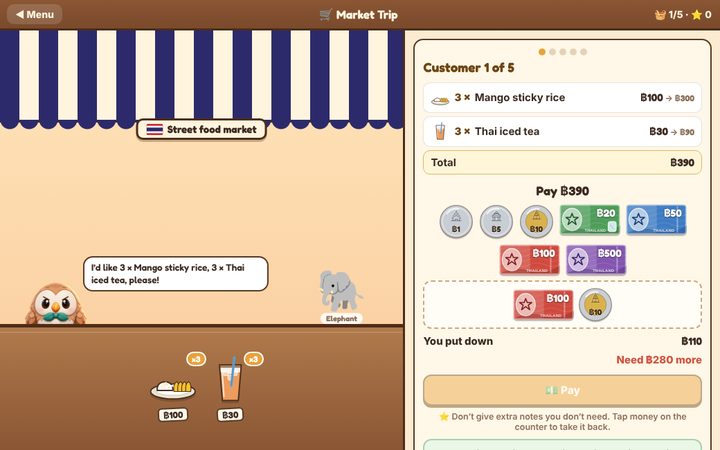 ◀ Menu
🛒 Market Trip
🧺 1/5 · ⭐ 0
Street food market
I'd like 3 × Mango sticky rice, 3 × Thai
iced tea, please!
Elephant
×3
×3
฿100
฿30
Customer 1 of 5
3 × Mango sticky rice ฿100 → ฿300
3 × Thai iced tea ฿30 → ฿90
Total ฿390
Pay ฿390
฿1
฿5
฿10
฿20
THAILAND
฿50
THAILAND
฿100
THAILAND
฿500
THAILAND
฿100
THAILAND
฿10
You put down ฿110
Need ฿280 more
💵 Pay
⭐ Don't give extra notes you don't need. Tap money on the
counter to take it back.